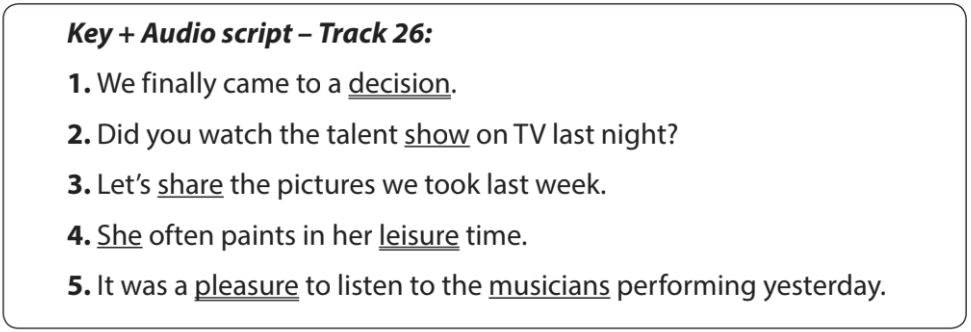 Key + Audio script – Track 26:
1. We finally came to a decision.
2. Did you watch the talent show on TV last night?
3. Let's share the pictures we took last week.
4. She often paints in her leisure time.
5. It was a pleasure to listen to the musicians performing yesterday.